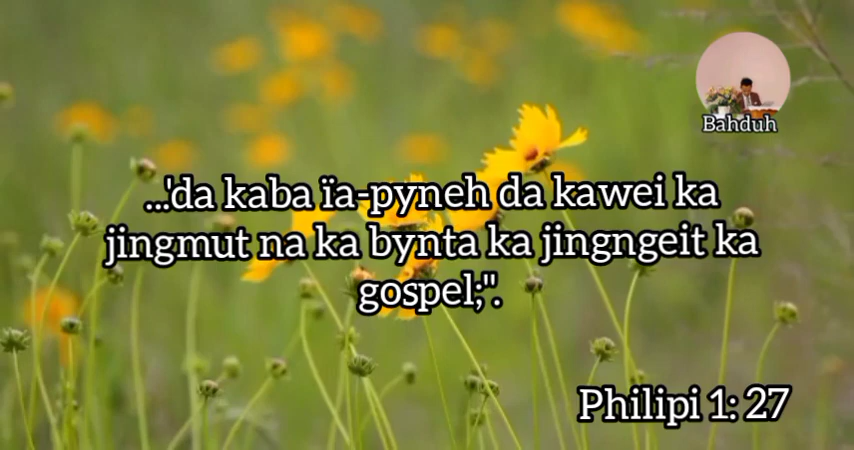 Bahduh
...'da kaba ïa-pyneh da kawei ka
jingmut na ka bynta ka jingngeit ka
gospel;".
Philipi 1: 27